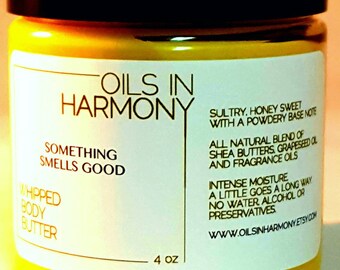 OILS IN
HARMONY
SOMETHING
SMELLS GOOD
WHIPPED
BODY
BUTTER
4 oz
SULTRY, HONEY SWEET
WITH A POWDERY BASE NOTE
ALL NATURAL BLEND OF
SHEA BUTTERS, GRAPESEED OIL
AND FRAGRANCE OILS
INTENSE MOISTURE
A LITTLE GOES A LONG WAY
NO WATER, ALCOHOL OR
PRESERVATIVES.
WWW.OILSINHARMONY.ETSY.COM